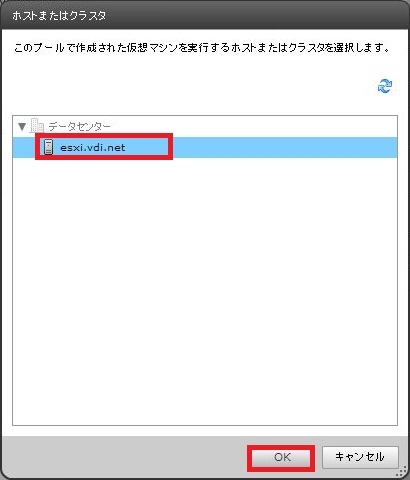 ホストまたはクラスタ
このプールで作成された仮想マシンを実行するホストまたはクラスタを選択します。
データセンター
esxi.vdi.net
OK
キャンセル